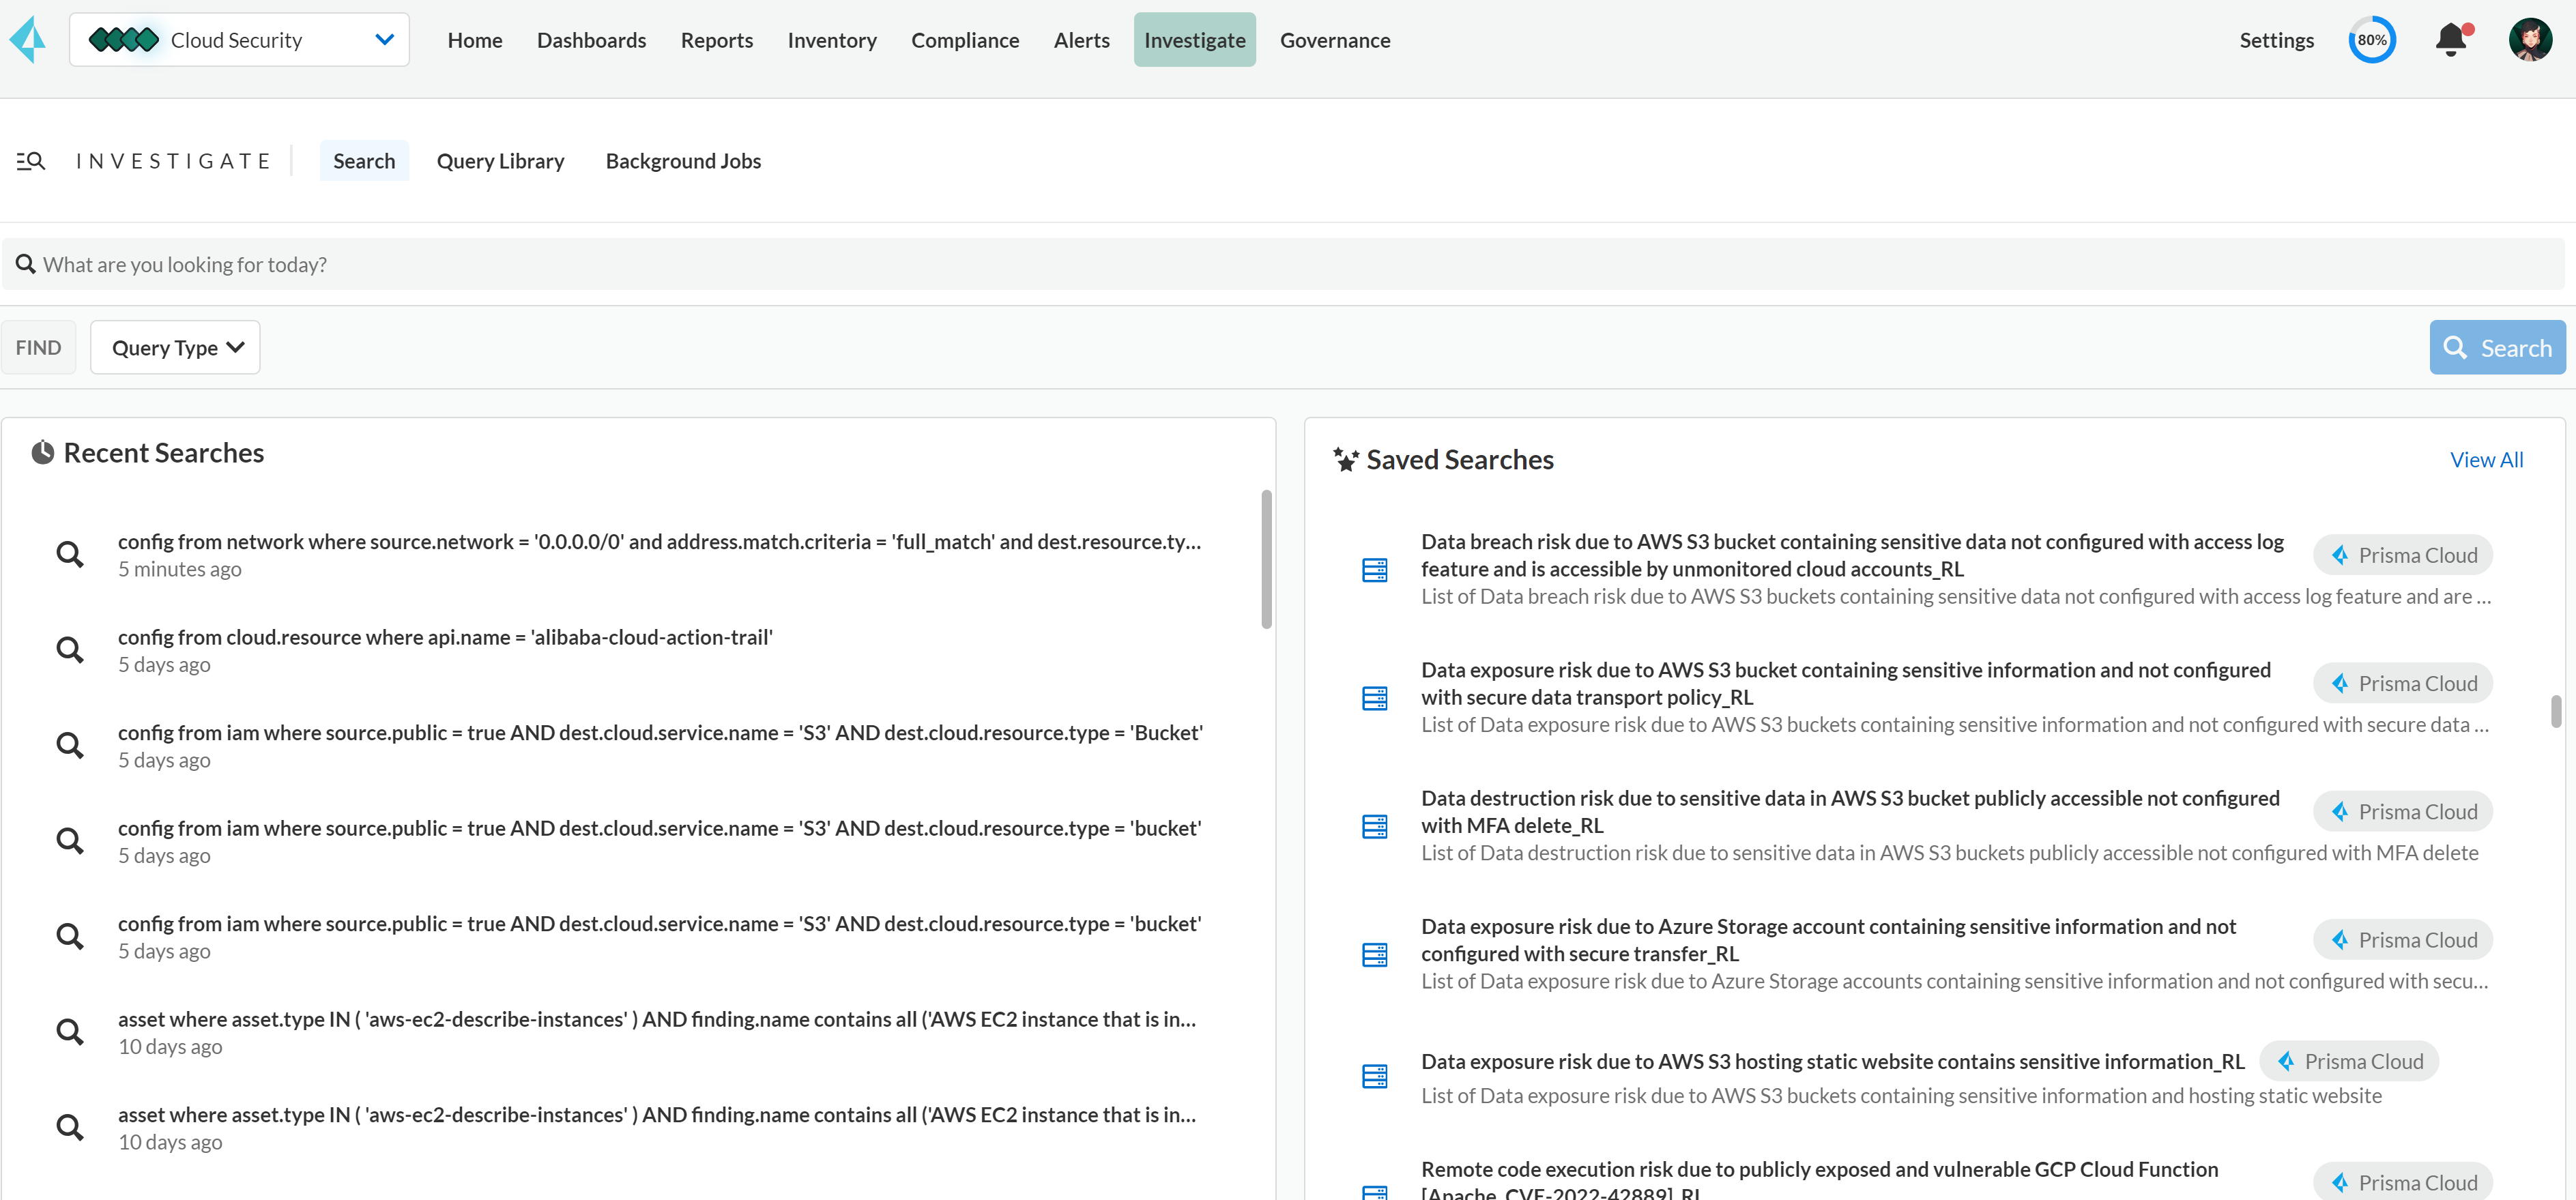 Cloud Security
Home
Dashboards
Reports
Inventory
Compliance
Alerts
Investigate
Governance
Settings
80%
INVESTIGATE
Search
Query Library
Background Jobs
What are you looking for today?
FIND
Query Type
Search
Recent Searches
config from network where source.network = '0.0.0.0/0' and address.match.criteria = 'full_match' and dest.resource.ty...
5 minutes ago
config from cloud.resource where api.name = 'alibaba-cloud-action-trail'
5 days ago
config from iam where source.public = true AND dest.cloud.service.name = 'S3' AND dest.cloud.resource.type = 'Bucket'
5 days ago
config from iam where source.public = true AND dest.cloud.service.name = 'S3' AND dest.cloud.resource.type = 'bucket'
5 days ago
config from iam where source.public = true AND dest.cloud.service.name = 'S3' AND dest.cloud.resource.type = 'bucket'
5 days ago
asset where asset.type IN ( 'aws-ec2-describe-instances' ) AND finding.name contains all ('AWS EC2 instance that is in...
10 days ago
asset where asset.type IN ( 'aws-ec2-describe-instances' ) AND finding.name contains all ('AWS EC2 instance that is in...
10 days ago
Saved Searches
View All
Data breach risk due to AWS S3 bucket containing sensitive data not configured with access log
feature and is accessible by unmonitored cloud accounts_RL
Prisma Cloud
List of Data breach risk due to AWS S3 buckets containing sensitive data not configured with access log feature and are ...
Data exposure risk due to AWS S3 bucket containing sensitive information and not configured
with secure data transport policy_RL
Prisma Cloud
List of Data exposure risk due to AWS S3 buckets containing sensitive information and not configured with secure data ...
Data destruction risk due to sensitive data in AWS S3 bucket publicly accessible not configured
with MFA delete_RL
Prisma Cloud
List of Data destruction risk due to sensitive data in AWS S3 buckets publicly accessible not configured with MFA delete
Data exposure risk due to Azure Storage account containing sensitive information and not
configured with secure transfer_RL
Prisma Cloud
List of Data exposure risk due to Azure Storage accounts containing sensitive information and not configured with secu...
Data exposure risk due to AWS S3 hosting static website contains sensitive information_RL
Prisma Cloud
List of Data exposure risk due to AWS S3 buckets containing sensitive information and hosting static website
Remote code execution risk due to publicly exposed and vulnerable GCP Cloud Function
[Apache, CVE-2022-42889]_RL
Prisma Cloud